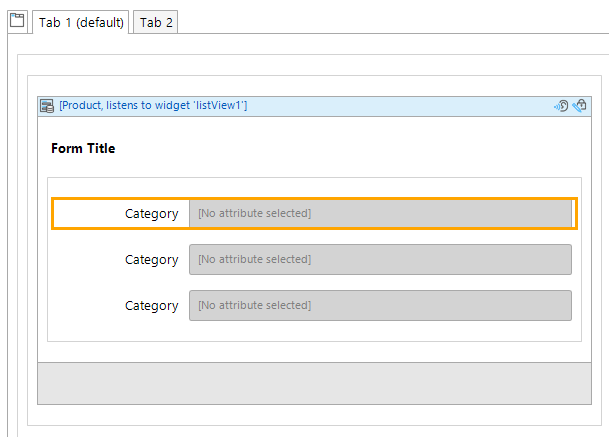 Tab 1 (default) Tab 2
[Product, listens to widget 'listView1']
Form Title
Category [No attribute selected]
Category [No attribute selected]
Category [No attribute selected]